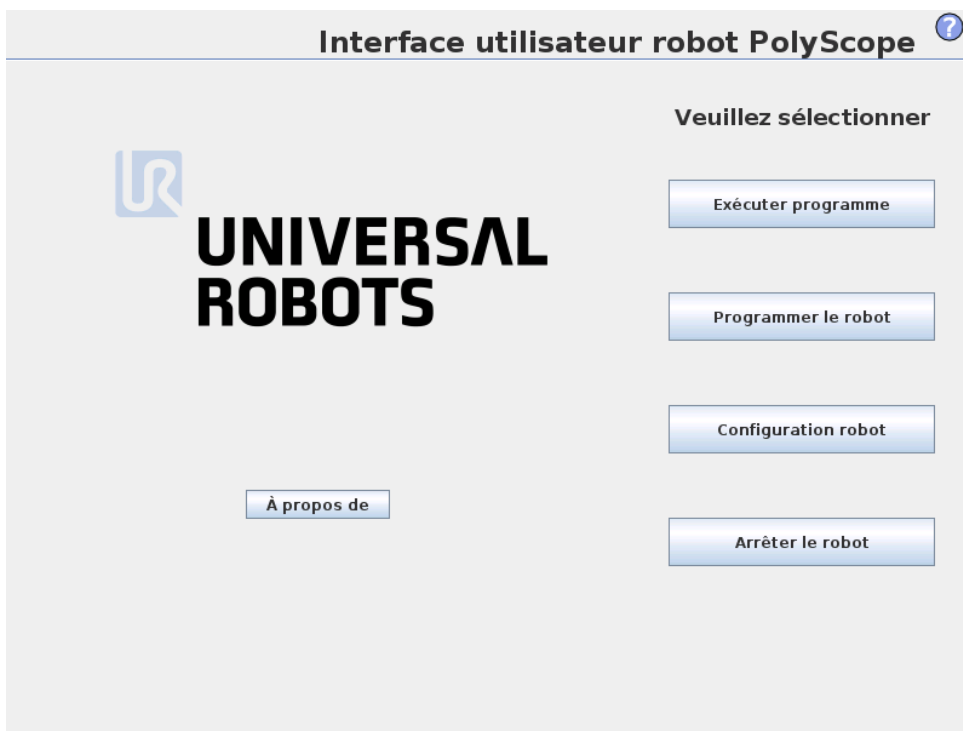 Interface utilisateur robot PolyScope
?
Veuillez sélectionner
UR
UNIVERSAL
ROBOTS
Exécuter programme
Programmer le robot
Configuration robot
À propos de
Arrêter le robot